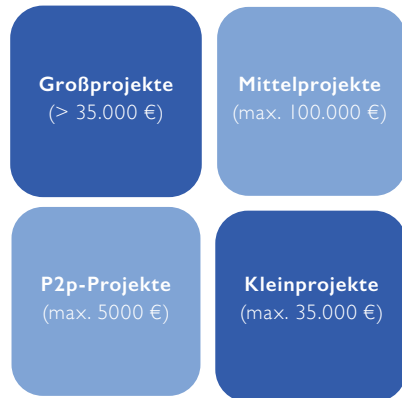 Großprojekte
(> 35.000 €)
Mittelprojekte
(max. 100.000 €)
P2p-Projekte
(max. 5000 €)
Kleinprojekte
(max. 35.000 €)